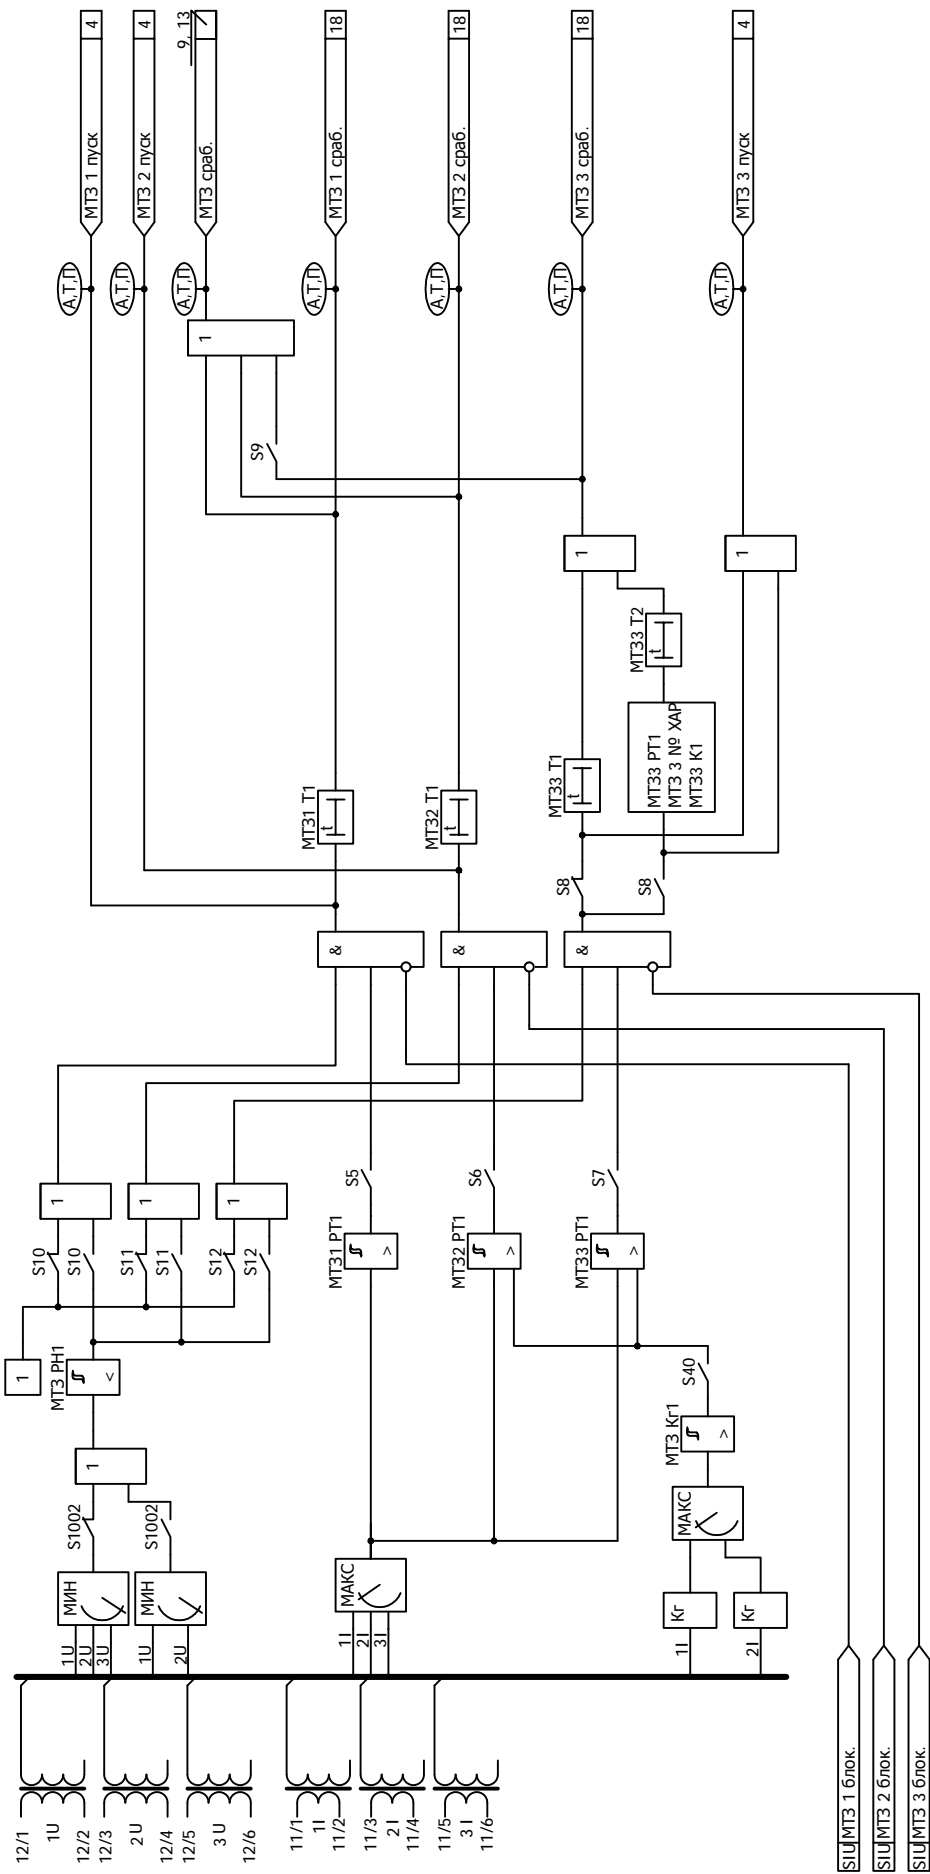 12/1
1U
12/2
12/3
2 U
12/4
12/5
3 U
12/6
11/1
1I
11/2
11/3
2 I
11/4
11/5
3 I
11/6
SIU МТЗ 1 блок.
SIU МТЗ 2 блок.
SIU МТЗ 3 блок.
1U
2 U
3 U
1U
2U
МИН
МИН
S1002
S1002
1
МТЗ РН1
<
1
S10
S10
S11
S11
S12
S12
1
1
1
1I
2I
3I
МАКС
МТЗ1 РТ1
>
МТЗ2 РТ1
>
МТЗ3 РТ1
>
S5
S6
S7
1I
2I
Кг
Кг
МАКС
МТЗ Кг1
>
S40
&
&
&
МТЗ1 Т1
t
МТЗ2 Т1
t
S8
S8
МТЗ3 Т1
t
МТЗ3 РТ1
МТЗ 3 № ХАР
МТЗ3 К1
МТЗ3 Т2
t
1
1
S9
1
А,Т,П
А,Т,П
А,Т,П
А,Т,П
А,Т,П
А,Т,П
А,Т,П
МТЗ 1 пуск 4
МТЗ 2 пуск 4
МТЗ сраб.
9, 13
МТЗ 1 сраб. 18
МТЗ 2 сраб. 18
МТЗ 3 сраб. 18
МТЗ 3 пуск 4